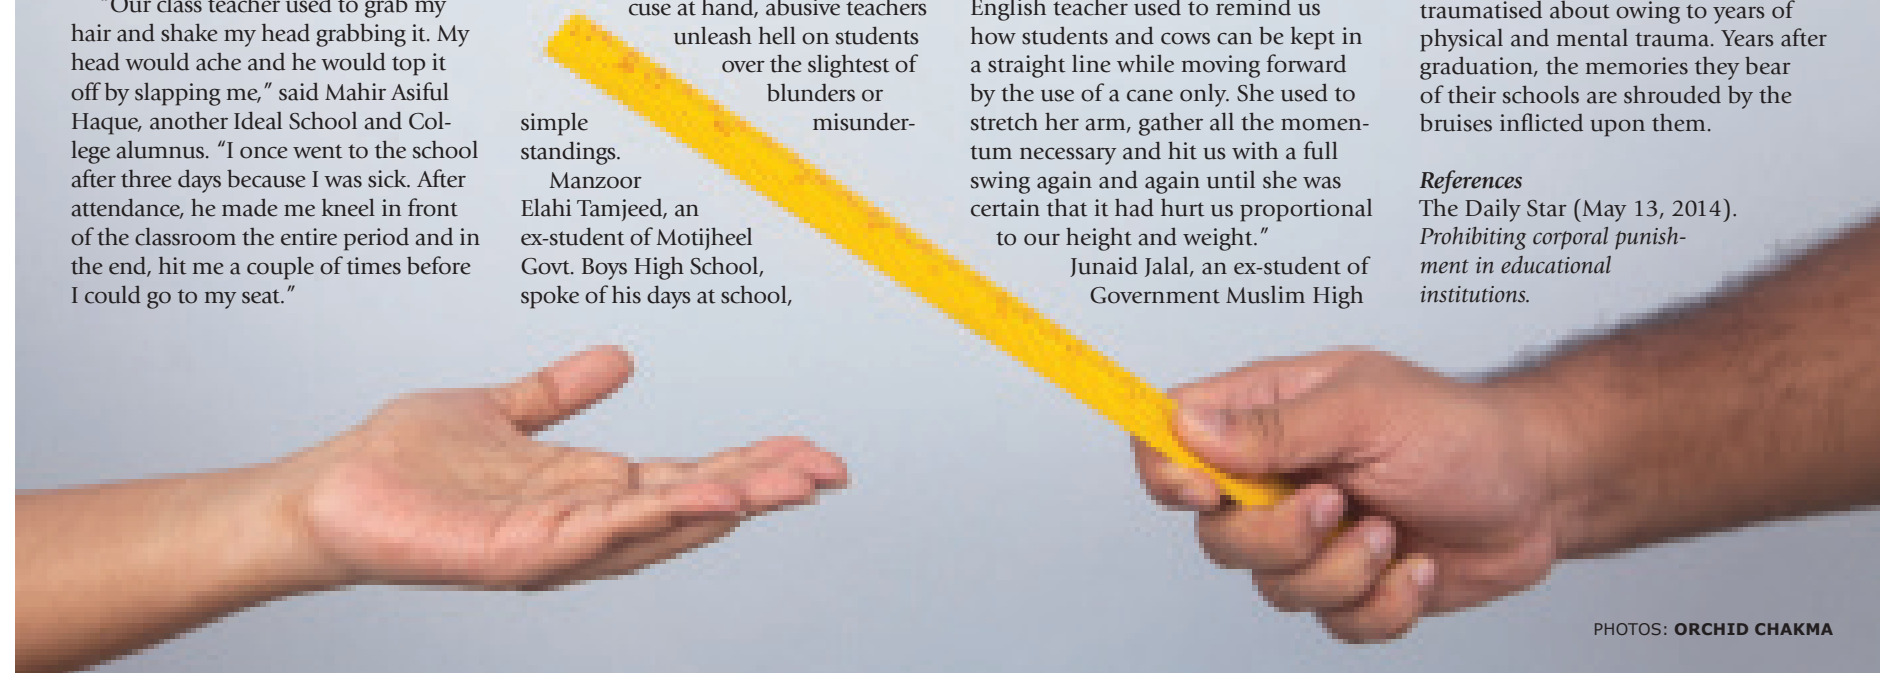 “Our class teacher used to grab my
hair and shake my head grabbing it. My
head would ache and he would top it
off by slapping me,” said Mahir Asiful
Haque, another Ideal School and Col-
lege alumnus. “I once went to the school
after three days because I was sick. After
attendance, he made me kneel in front
of the classroom the entire period and in
the end, hit me a couple of times before
I could go to my seat.”
cuse at hand, abusive teachers
unleash hell on students
over the slightest of
blunders or
simple misunder-
standings.
Manzoor
Elahi Tamjeed, an
ex-student of Motijheel
Govt. Boys High School,
spoke of his days at school,
English teacher used to remind us
how students and cows can be kept in
a straight line while moving forward
by the use of a cane only. She used to
stretch her arm, gather all the momen-
tum necessary and hit us with a full
swing again and again until she was
certain that it had hurt us proportional
to our height and weight.”
Junaid Jalal, an ex-student of
Government Muslim High
traumatised about owing to years of
physical and mental trauma. Years after
graduation, the memories they bear
of their schools are shrouded by the
bruises inflicted upon them.
References
The Daily Star (May 13, 2014).
Prohibiting corporal punish-
ment in educational
institutions.
PHOTOS: ORCHID CHAKMA